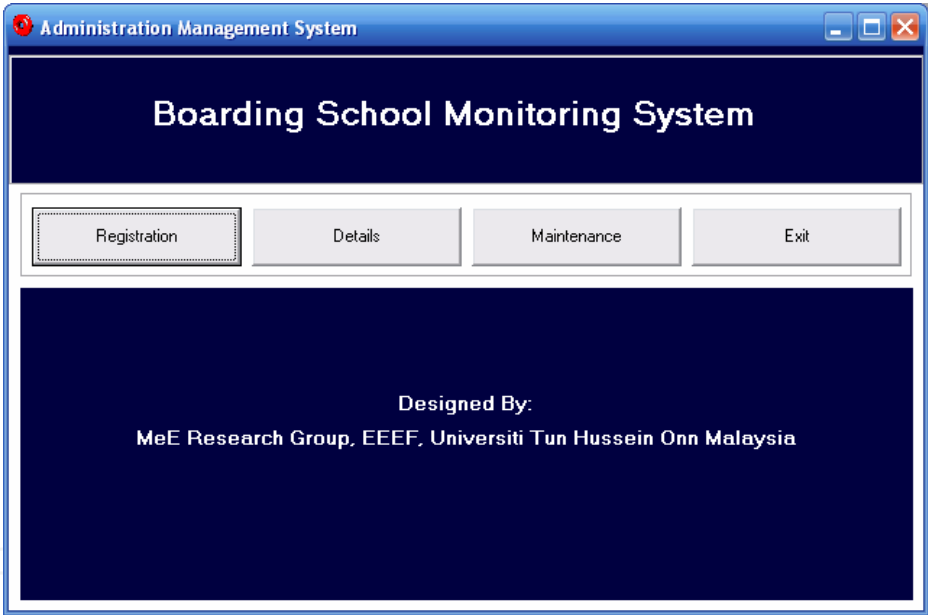 Administration Management System
Boarding School Monitoring System
Registration Details Maintenance Exit
Designed By:
MeE Research Group, EEEF, Universiti Tun Hussein Onn Malaysia